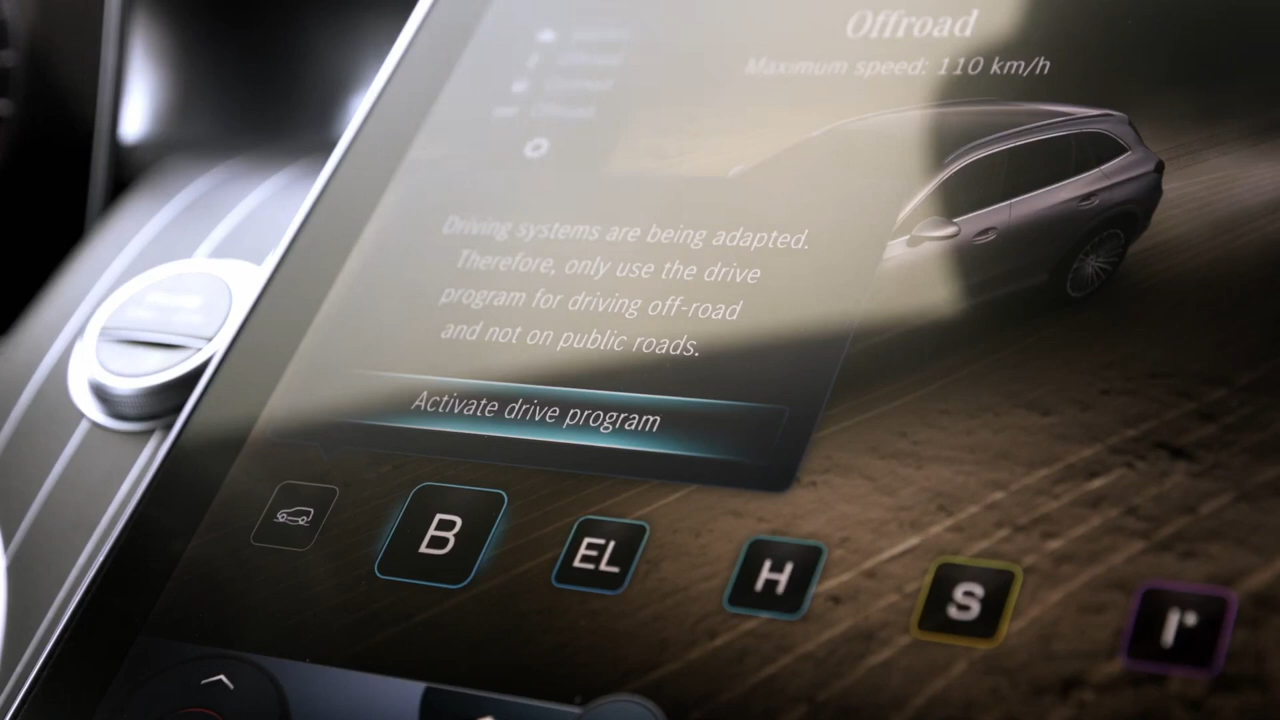 Offroad
Maximum speed: 110 km/h
Driving systems are being adapted.
Therefore, only use the drive
program for driving off-road
and not on public roads.
Activate drive program
B
EL
H
S